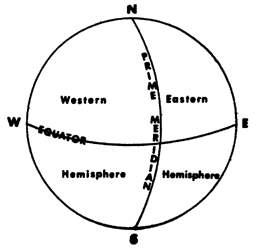 N
PRIME
Western
Eastern
W
MERIDIAN
E
EQUATOR
Hemisphere
Hemisphere
S